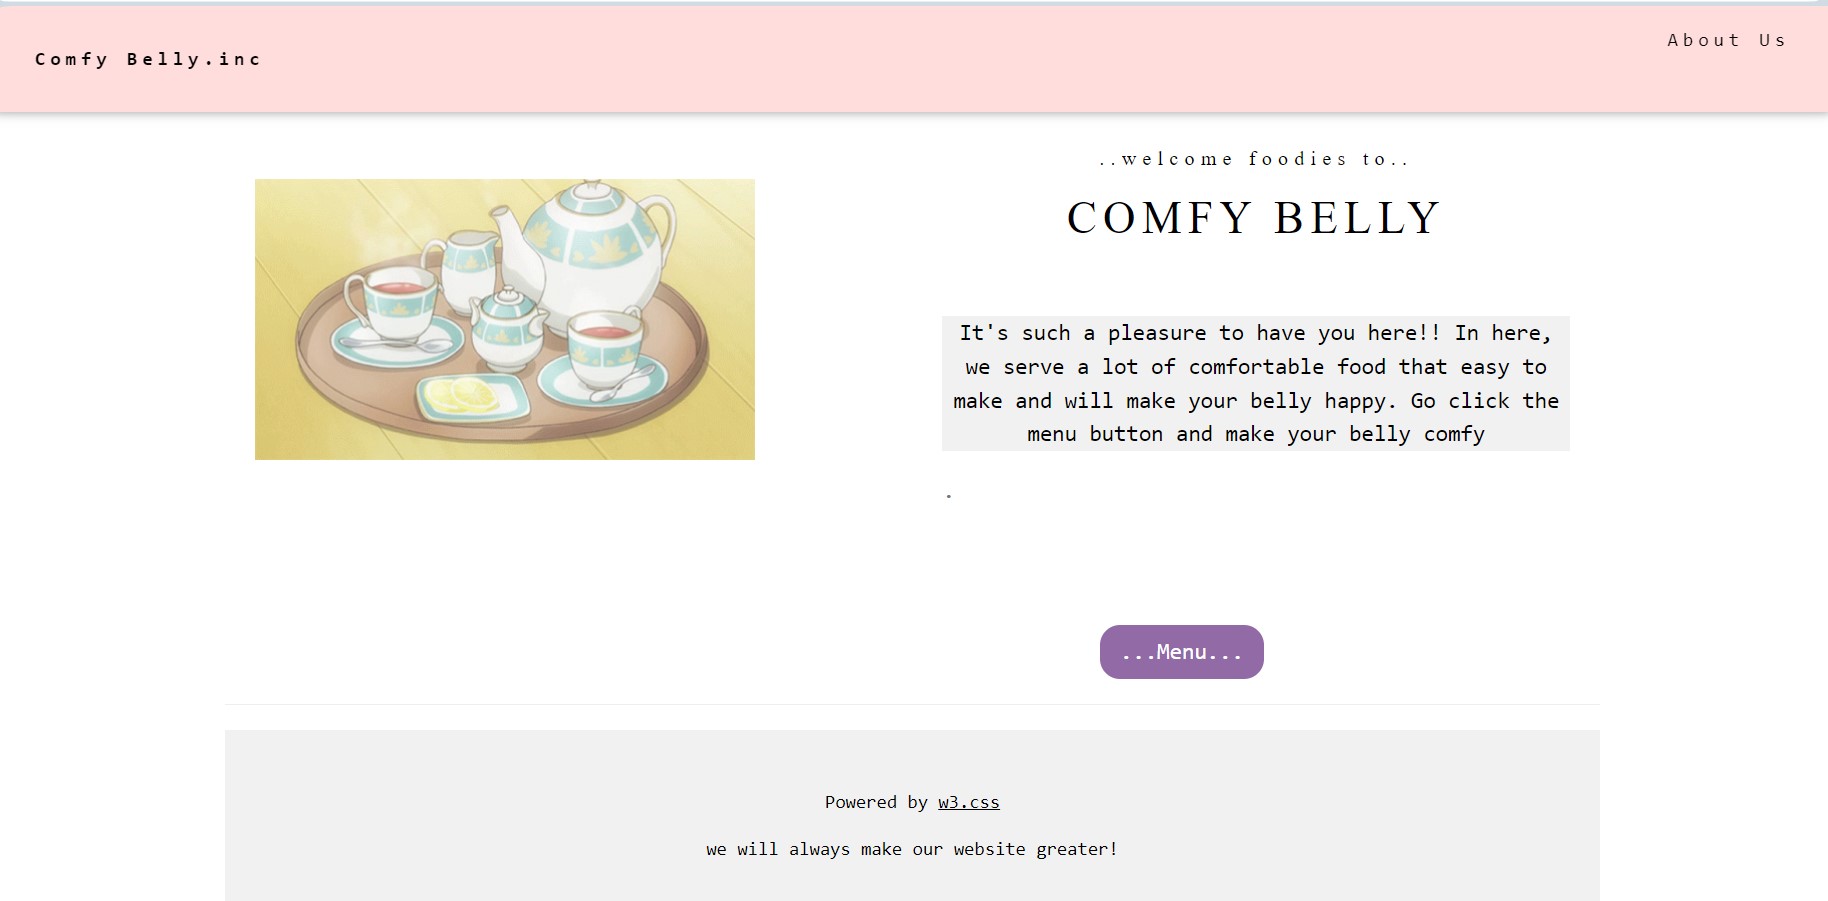 Comfy Belly.inc
About Us
..welcome foodies to..
COMFY BELLY
It's such a pleasure to have you here!! In here,
we serve a lot of comfortable food that easy to
make and will make your belly happy. Go click the
menu button and make your belly comfy
.
...Menu...
Powered by w3.css
we will always make our website greater!